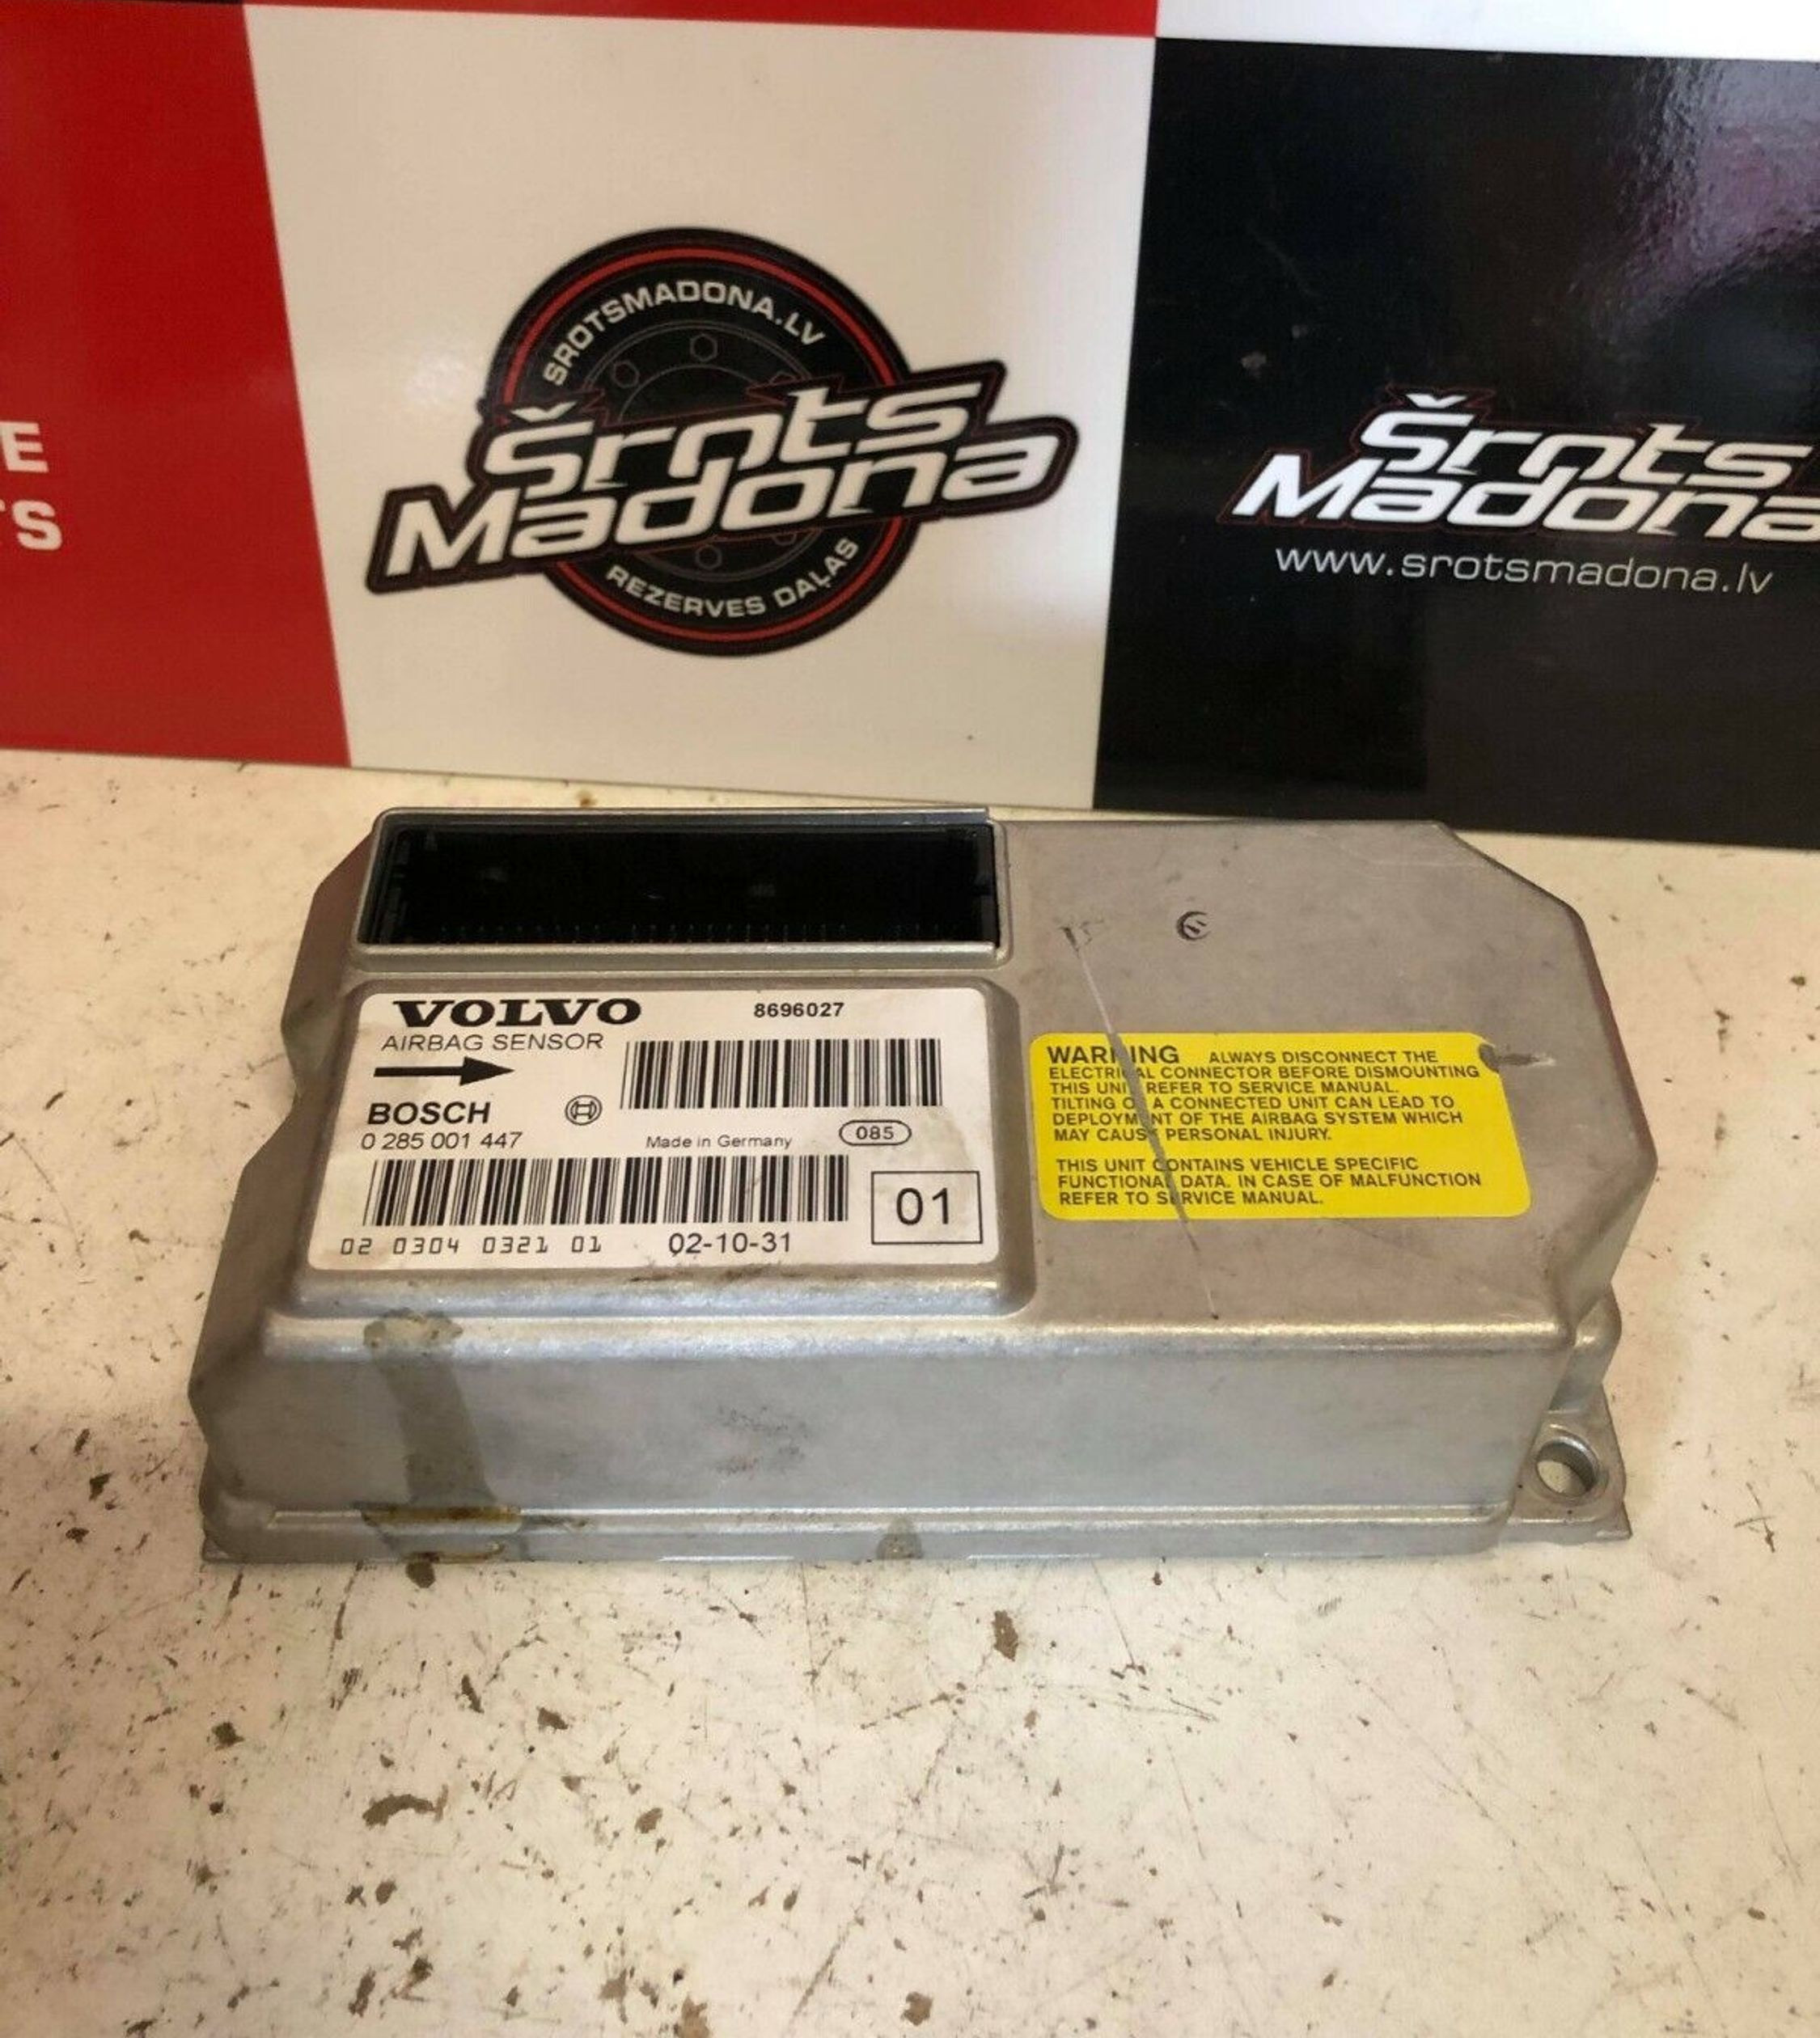 E
TS
SROTSMADONA.LV
Šrots
Madona
REZERVES DAĻAS
Šrots
Madona
www.srotsmadona.lv
VOLVO
8696027
AIRBAG SENSOR
BOSCH
0 285 001 447
Made in Germany
085
01
02 0304 0321 01
02-10-31
WARNING ALWAYS DISCONNECT THE
ELECTRICAL CONNECTOR BEFORE DISMOUNTING
THIS UNIT REFER TO SERVICE MANUAL.
TILTING OF A CONNECTED UNIT CAN LEAD TO
DEPLOYMENT OF THE AIRBAG SYSTEM WHICH
MAY CAUSE PERSONAL INJURY.
THIS UNIT CONTAINS VEHICLE SPECIFIC
FUNCTIONAL DATA. IN CASE OF MALFUNCTION
REFER TO SERVICE MANUAL.